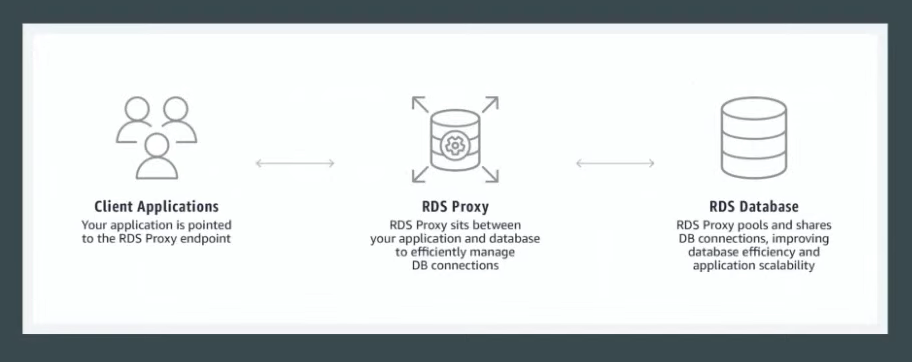 Client Applications
Your application is pointed
to the RDS Proxy endpoint
RDS Proxy
RDS Proxy sits between
your application and database
to efficiently manage
DB connections
RDS Database
RDS Proxy pools and shares
DB connections, improving
database efficiency and
application scalability